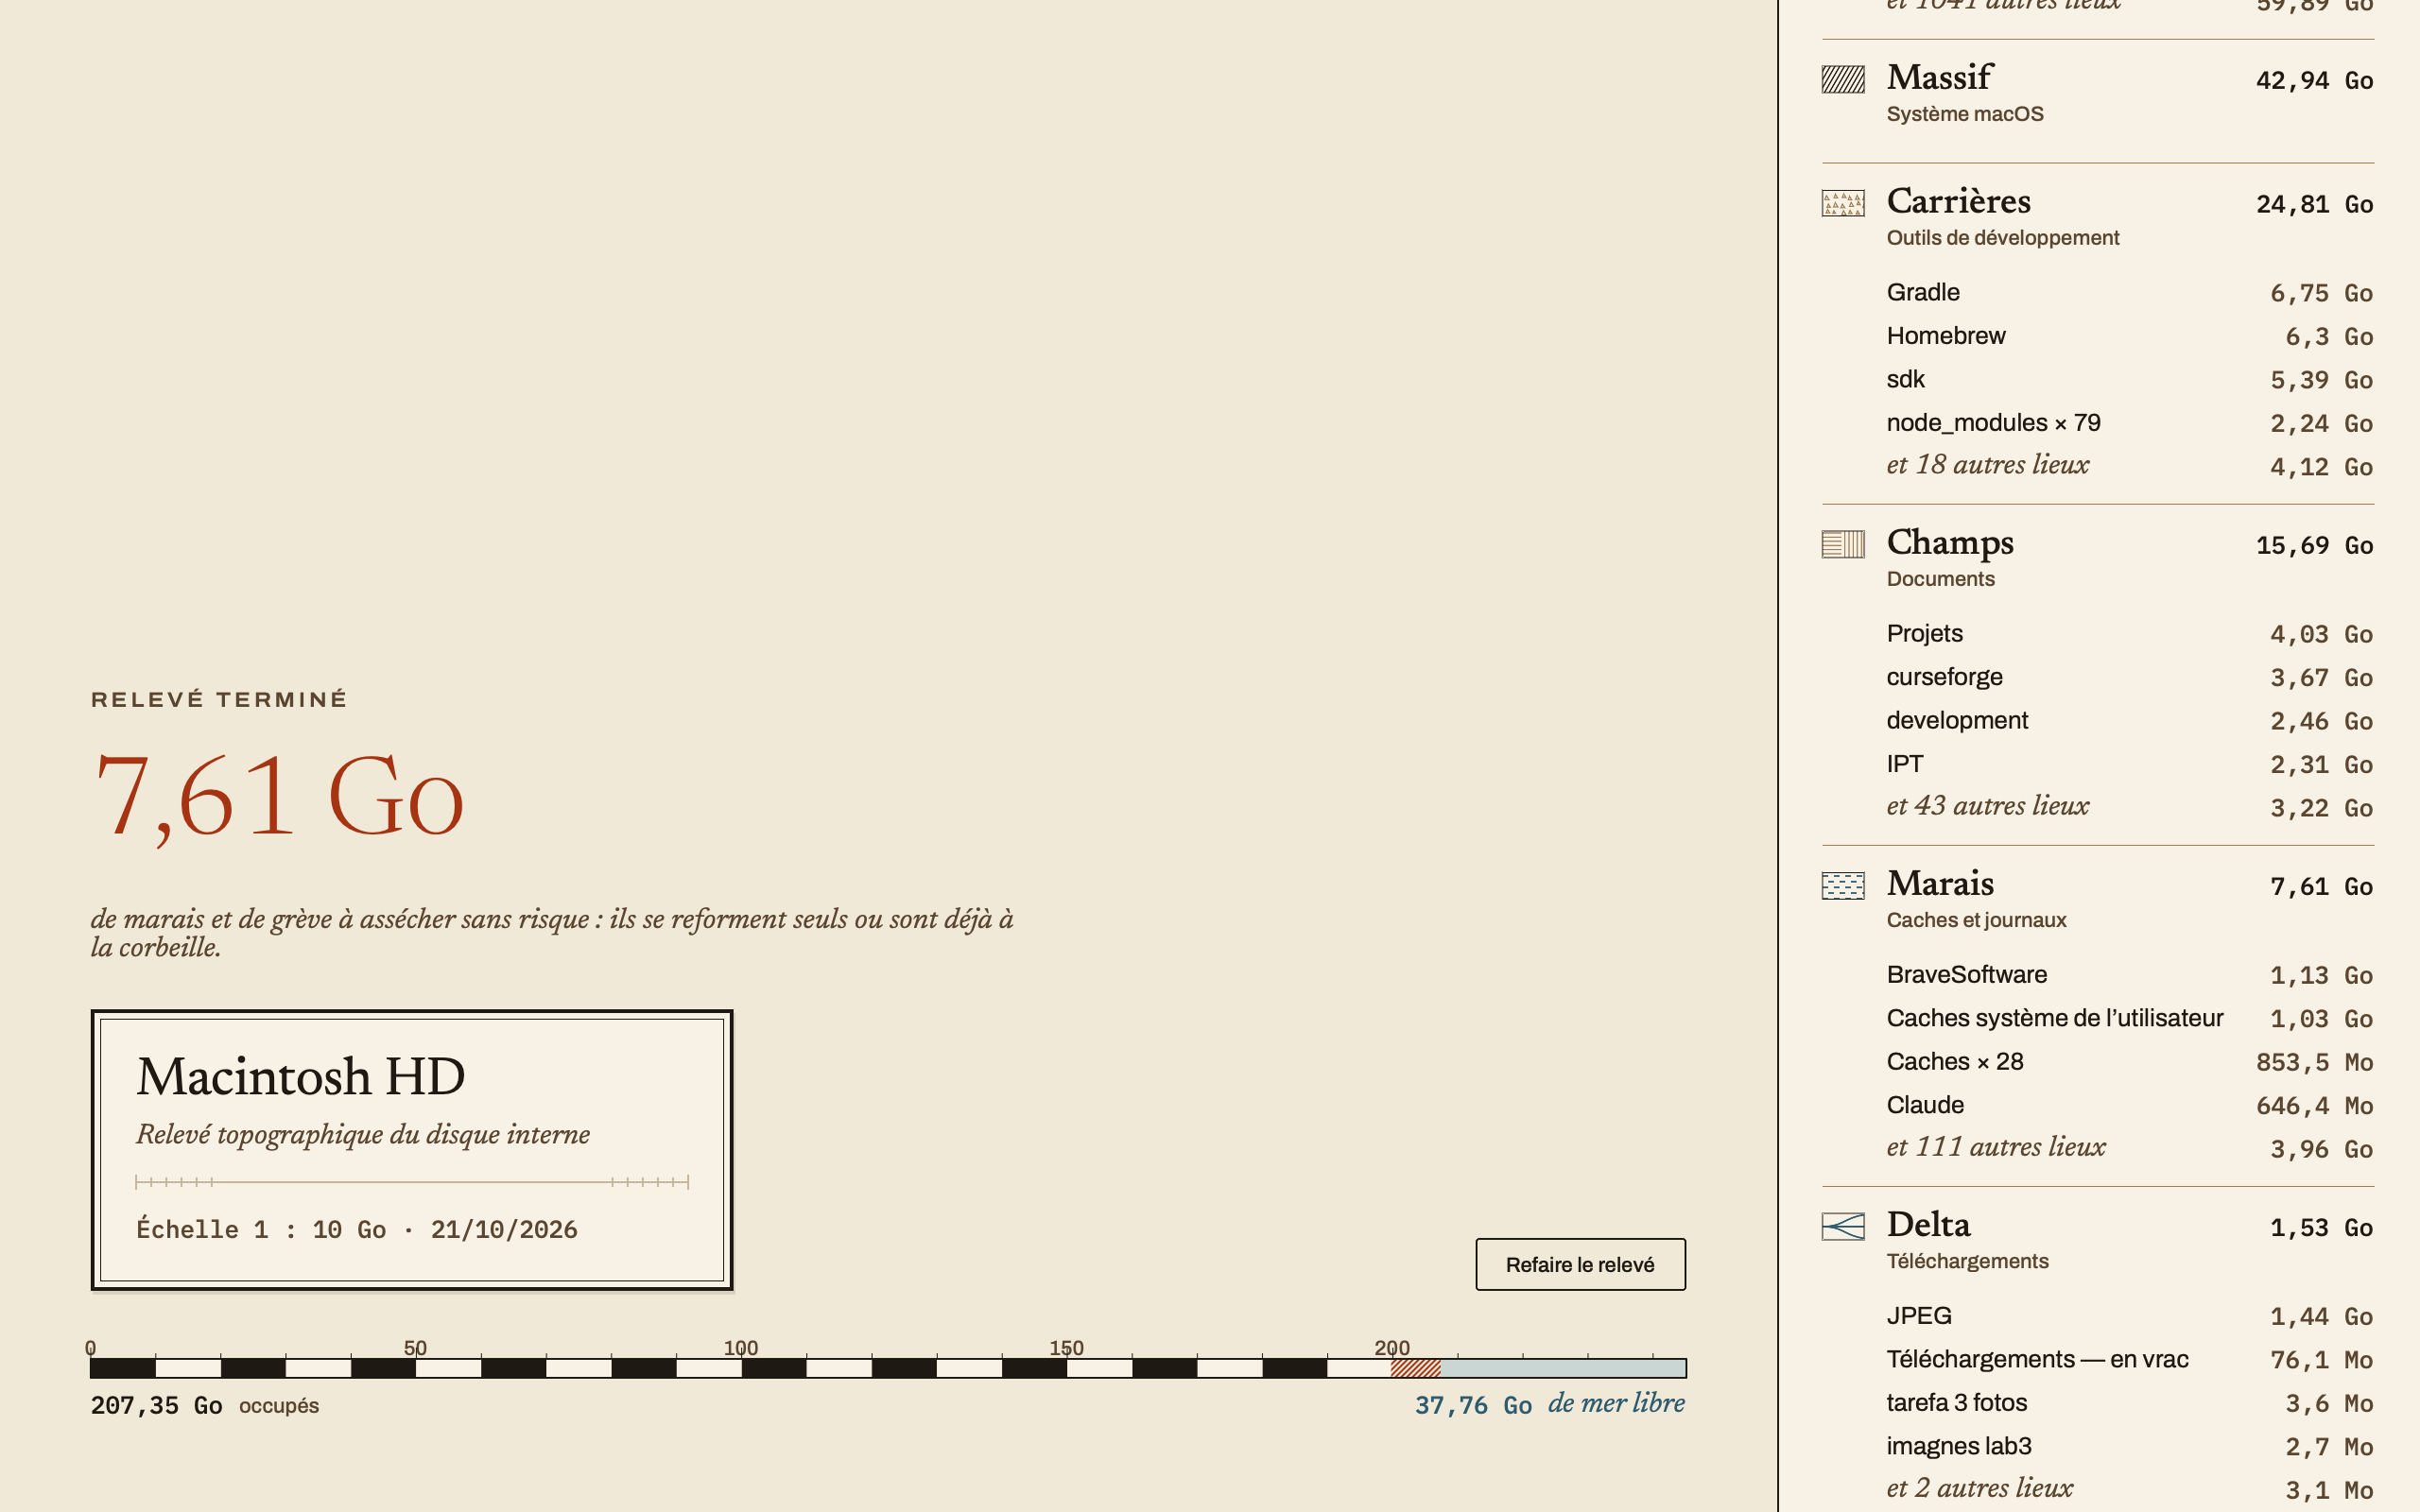 RELEVÉ TERMINÉ
7,61 Go
de marais et de grève à assécher sans risque : ils se reforment seuls ou sont déjà à
la corbeille.
Macintosh HD
Relevé topographique du disque interne
Échelle 1 : 10 Go · 21/10/2026
Refaire le relevé
0 50 100 150 200
207,35 Go occupés
37,76 Go de mer libre
et 1041 autres lieux 59,89 Go
Massif 42,94 Go
Système macOS
Carrières 24,81 Go
Outils de développement
Gradle 6,75 Go
Homebrew 6,3 Go
sdk 5,39 Go
node_modules × 79 2,24 Go
et 18 autres lieux 4,12 Go
Champs 15,69 Go
Documents
Projets 4,03 Go
curseforge 3,67 Go
development 2,46 Go
IPT 2,31 Go
et 43 autres lieux 3,22 Go
Marais 7,61 Go
Caches et journaux
BraveSoftware 1,13 Go
Caches système de l’utilisateur 1,03 Go
Caches × 28 853,5 Mo
Claude 646,4 Mo
et 111 autres lieux 3,96 Go
Delta 1,53 Go
Téléchargements
JPEG 1,44 Go
Téléchargements — en vrac 76,1 Mo
tarefa 3 fotos 3,6 Mo
imagnes lab3 2,7 Mo
et 2 autres lieux 3,1 Mo